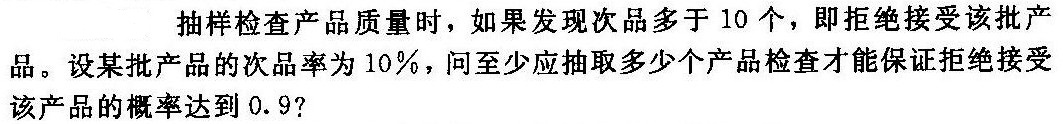 抽样检查产品质量时，如果发现次品多于 10 个，即拒绝接受该批产
品。设某批产品的次品率为 10％，问至少应抽取多少个产品检查才能保证拒绝接受
该产品的概率达到 0.9？